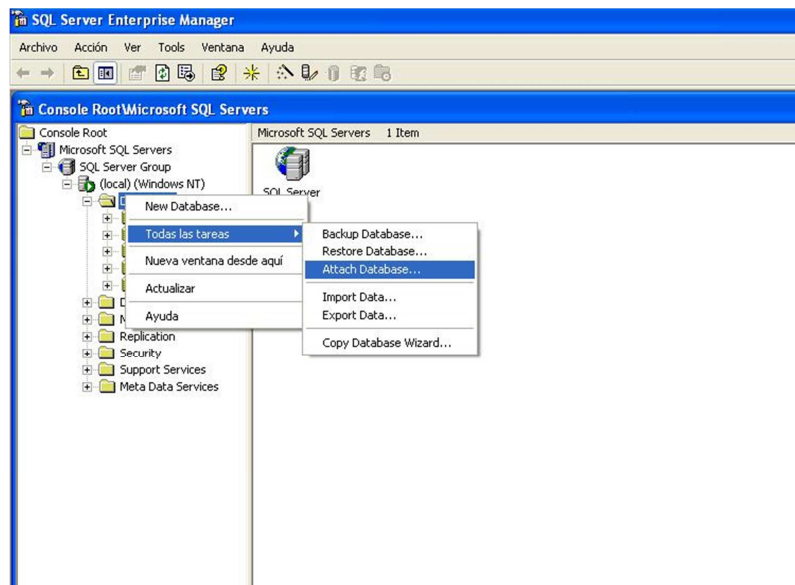 SQL Server Enterprise Manager
Archivo Acción Ver Tools Ventana Ayuda
Console Root\Microsoft SQL Servers
Console Root
Microsoft SQL Servers 1 Item
Microsoft SQL Servers
SQL Server Group
(local) (Windows NT)
SQL Server
New Database...
Todas las tareas
Nueva ventana desde aquí
Actualizar
Ayuda
Backup Database...
Restore Database...
Attach Database...
Import Data...
Export Data...
Copy Database Wizard...
Replication
Security
Support Services
Meta Data Services